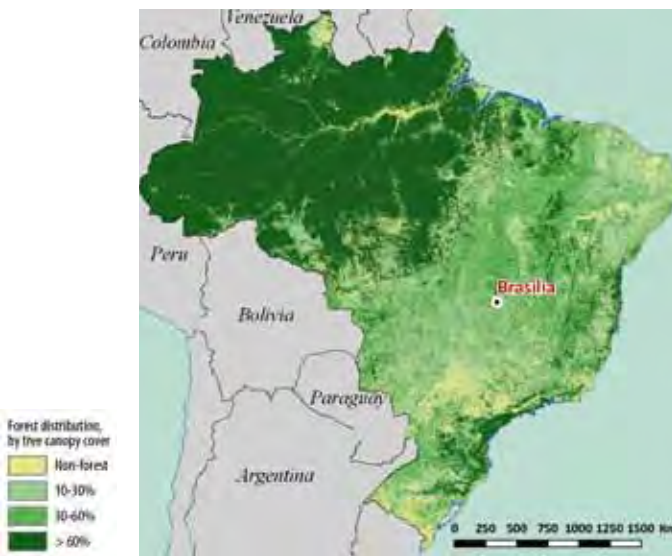 Venezuela
Colombia
Peru
Brasilia
Bolivia
Paraguay
Argentina
Forest distribution,
by tree canopy cover
Non-forest
10-30%
30-60%
> 60%
0 250 500 750 1000 1250 1500 Km